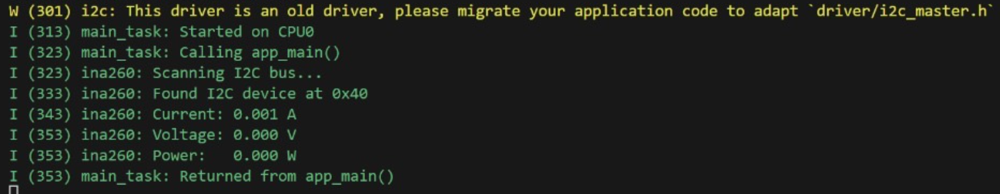 W (301) i2c: This driver is an old driver, please migrate your application code to adapt `driver/i2c_master.h`
I (313) main_task: Started on CPU0
I (323) main_task: Calling app_main()
I (323) ina260: Scanning I2C bus...
I (333) ina260: Found I2C device at 0x40
I (343) ina260: Current: 0.001 A
I (353) ina260: Voltage: 0.000 V
I (353) ina260: Power:   0.000 W
I (353) main_task: Returned from app_main()